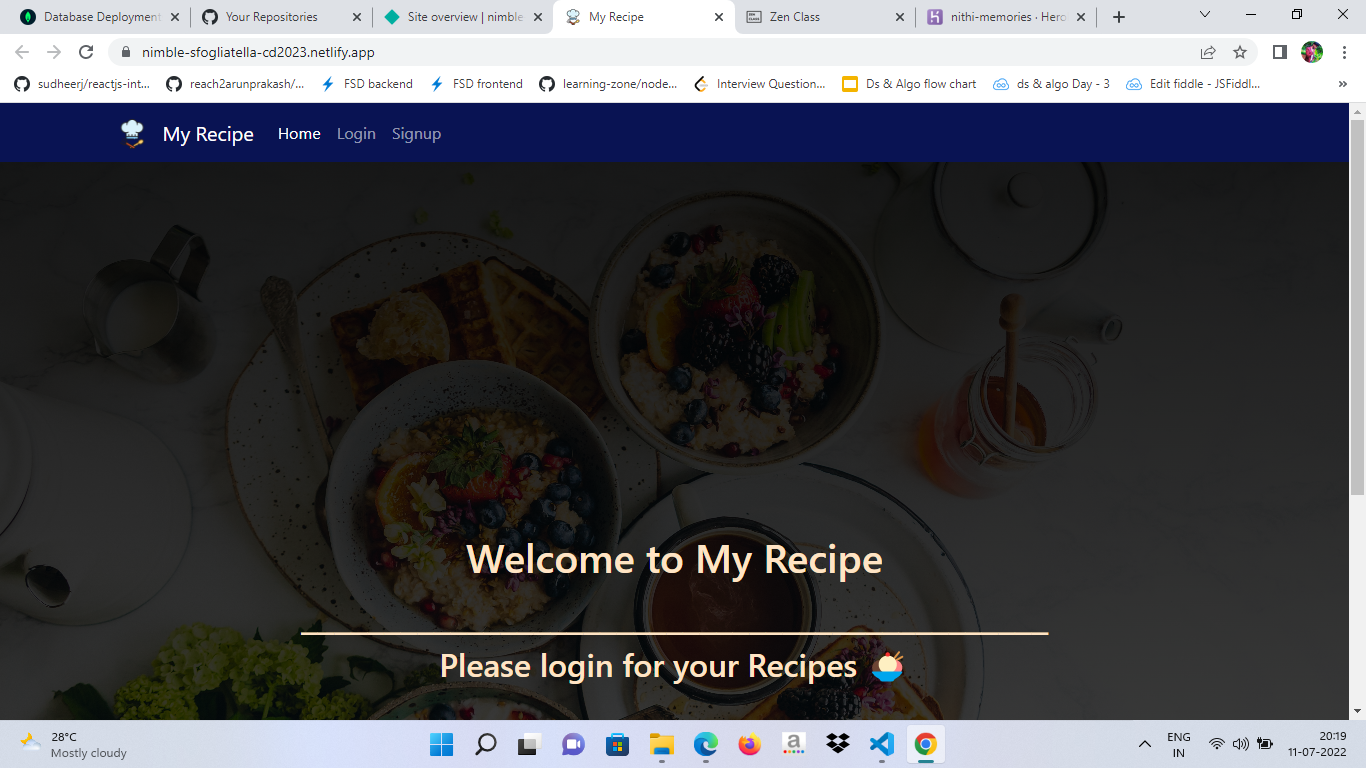 Database Deployment
Your Repositories
Site overview | nimble
My Recipe
Zen Class
nithi-memories · Hero
nimble-sfogliatella-cd2023.netlify.app
sudheerj/reactjs-int...
reach2arunprakash/...
FSD backend
FSD frontend
learning-zone/node...
Interview Question...
Ds & Algo flow chart
ds & algo Day - 3
Edit fiddle - JSFiddl...
»
My Recipe
Home
Login
Signup
Welcome to My Recipe
Please login for your Recipes
28°C
Mostly cloudy
a
ENG
IN
20:19
11-07-2022